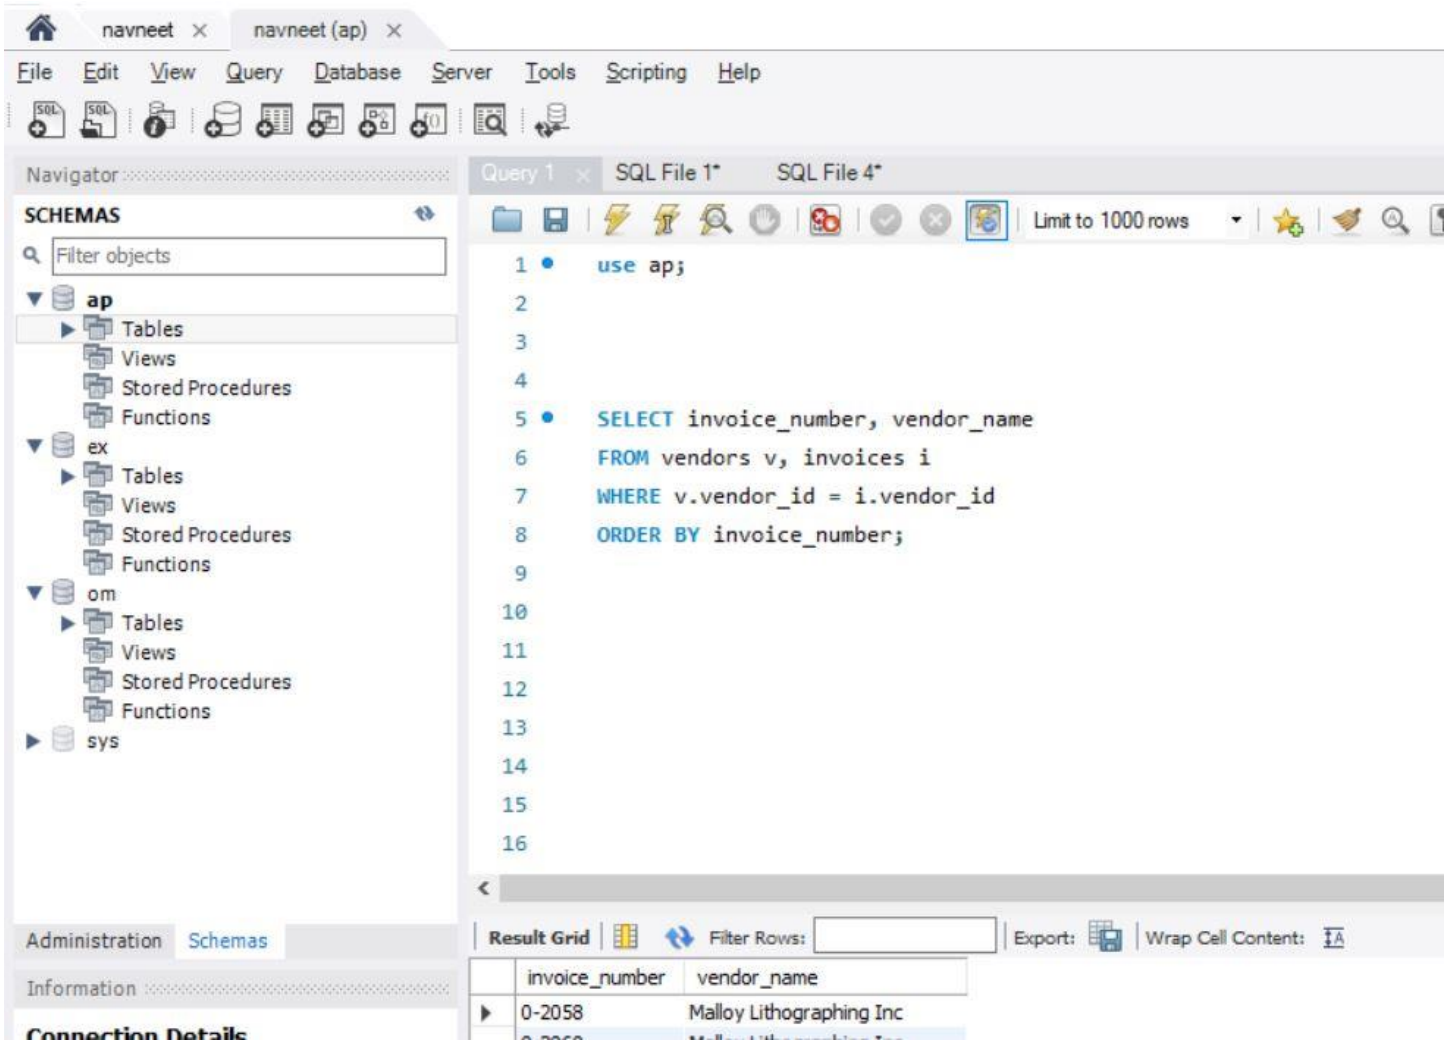 navneet
navneet (ap)
File Edit View Query Database Server Tools Scripting Help
Navigator
SCHEMAS
Filter objects
ap
Tables
Views
Stored Procedures
Functions
ex
Tables
Views
Stored Procedures
Functions
om
Tables
Views
Stored Procedures
Functions
sys
Administration Schemas
Information
Connection Details
Query 1 SQL File 1* SQL File 4*
Limit to 1000 rows
1 use ap;
2
3
4
5 SELECT invoice_number, vendor_name
6 FROM vendors v, invoices i
7 WHERE v.vendor_id = i.vendor_id
8 ORDER BY invoice_number;
9
10
11
12
13
14
15
16
Result Grid Filter Rows: Export: Wrap Cell Content:
invoice_number vendor_name
0-2058 Malloy Lithographing Inc